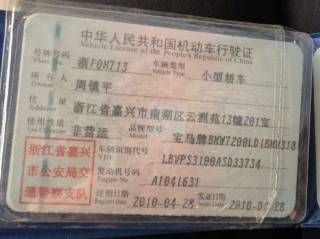 中华人民共和国机动车行驶证
Vehicle License of the People's Republic of China
号牌号码 浙F0H713 车辆类型 小型轿车
Plate No. Vehicle Type
所有人 周镇平
Owner
住址 浙江省嘉兴市南湖区云洲苑13幢201室
Address
使用性质 非营运 品牌型号 宝马牌BMW7200LD(BMW318
Use Character Model
浙江省嘉兴市公安局交通警察支队
车辆识别代号 LBVPS3100ASD33734
VIN
发动机号码 A1041631
Engine No.
注册日期 2010-04-28 发证日期 2010-04-28
Register Date Issue Date